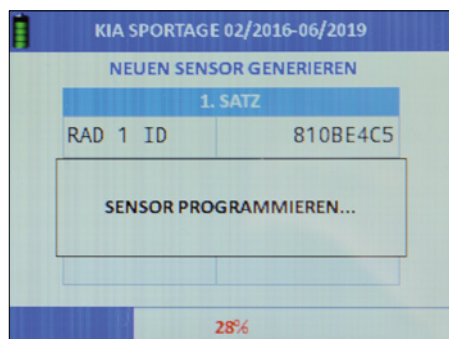 KIA SPORTAGE 02/2016-06/2019
NEUEN SENSOR GENERIEREN
1. SATZ
RAD 1 ID 810BE4C5
SENSOR PROGRAMMIEREN...
28%